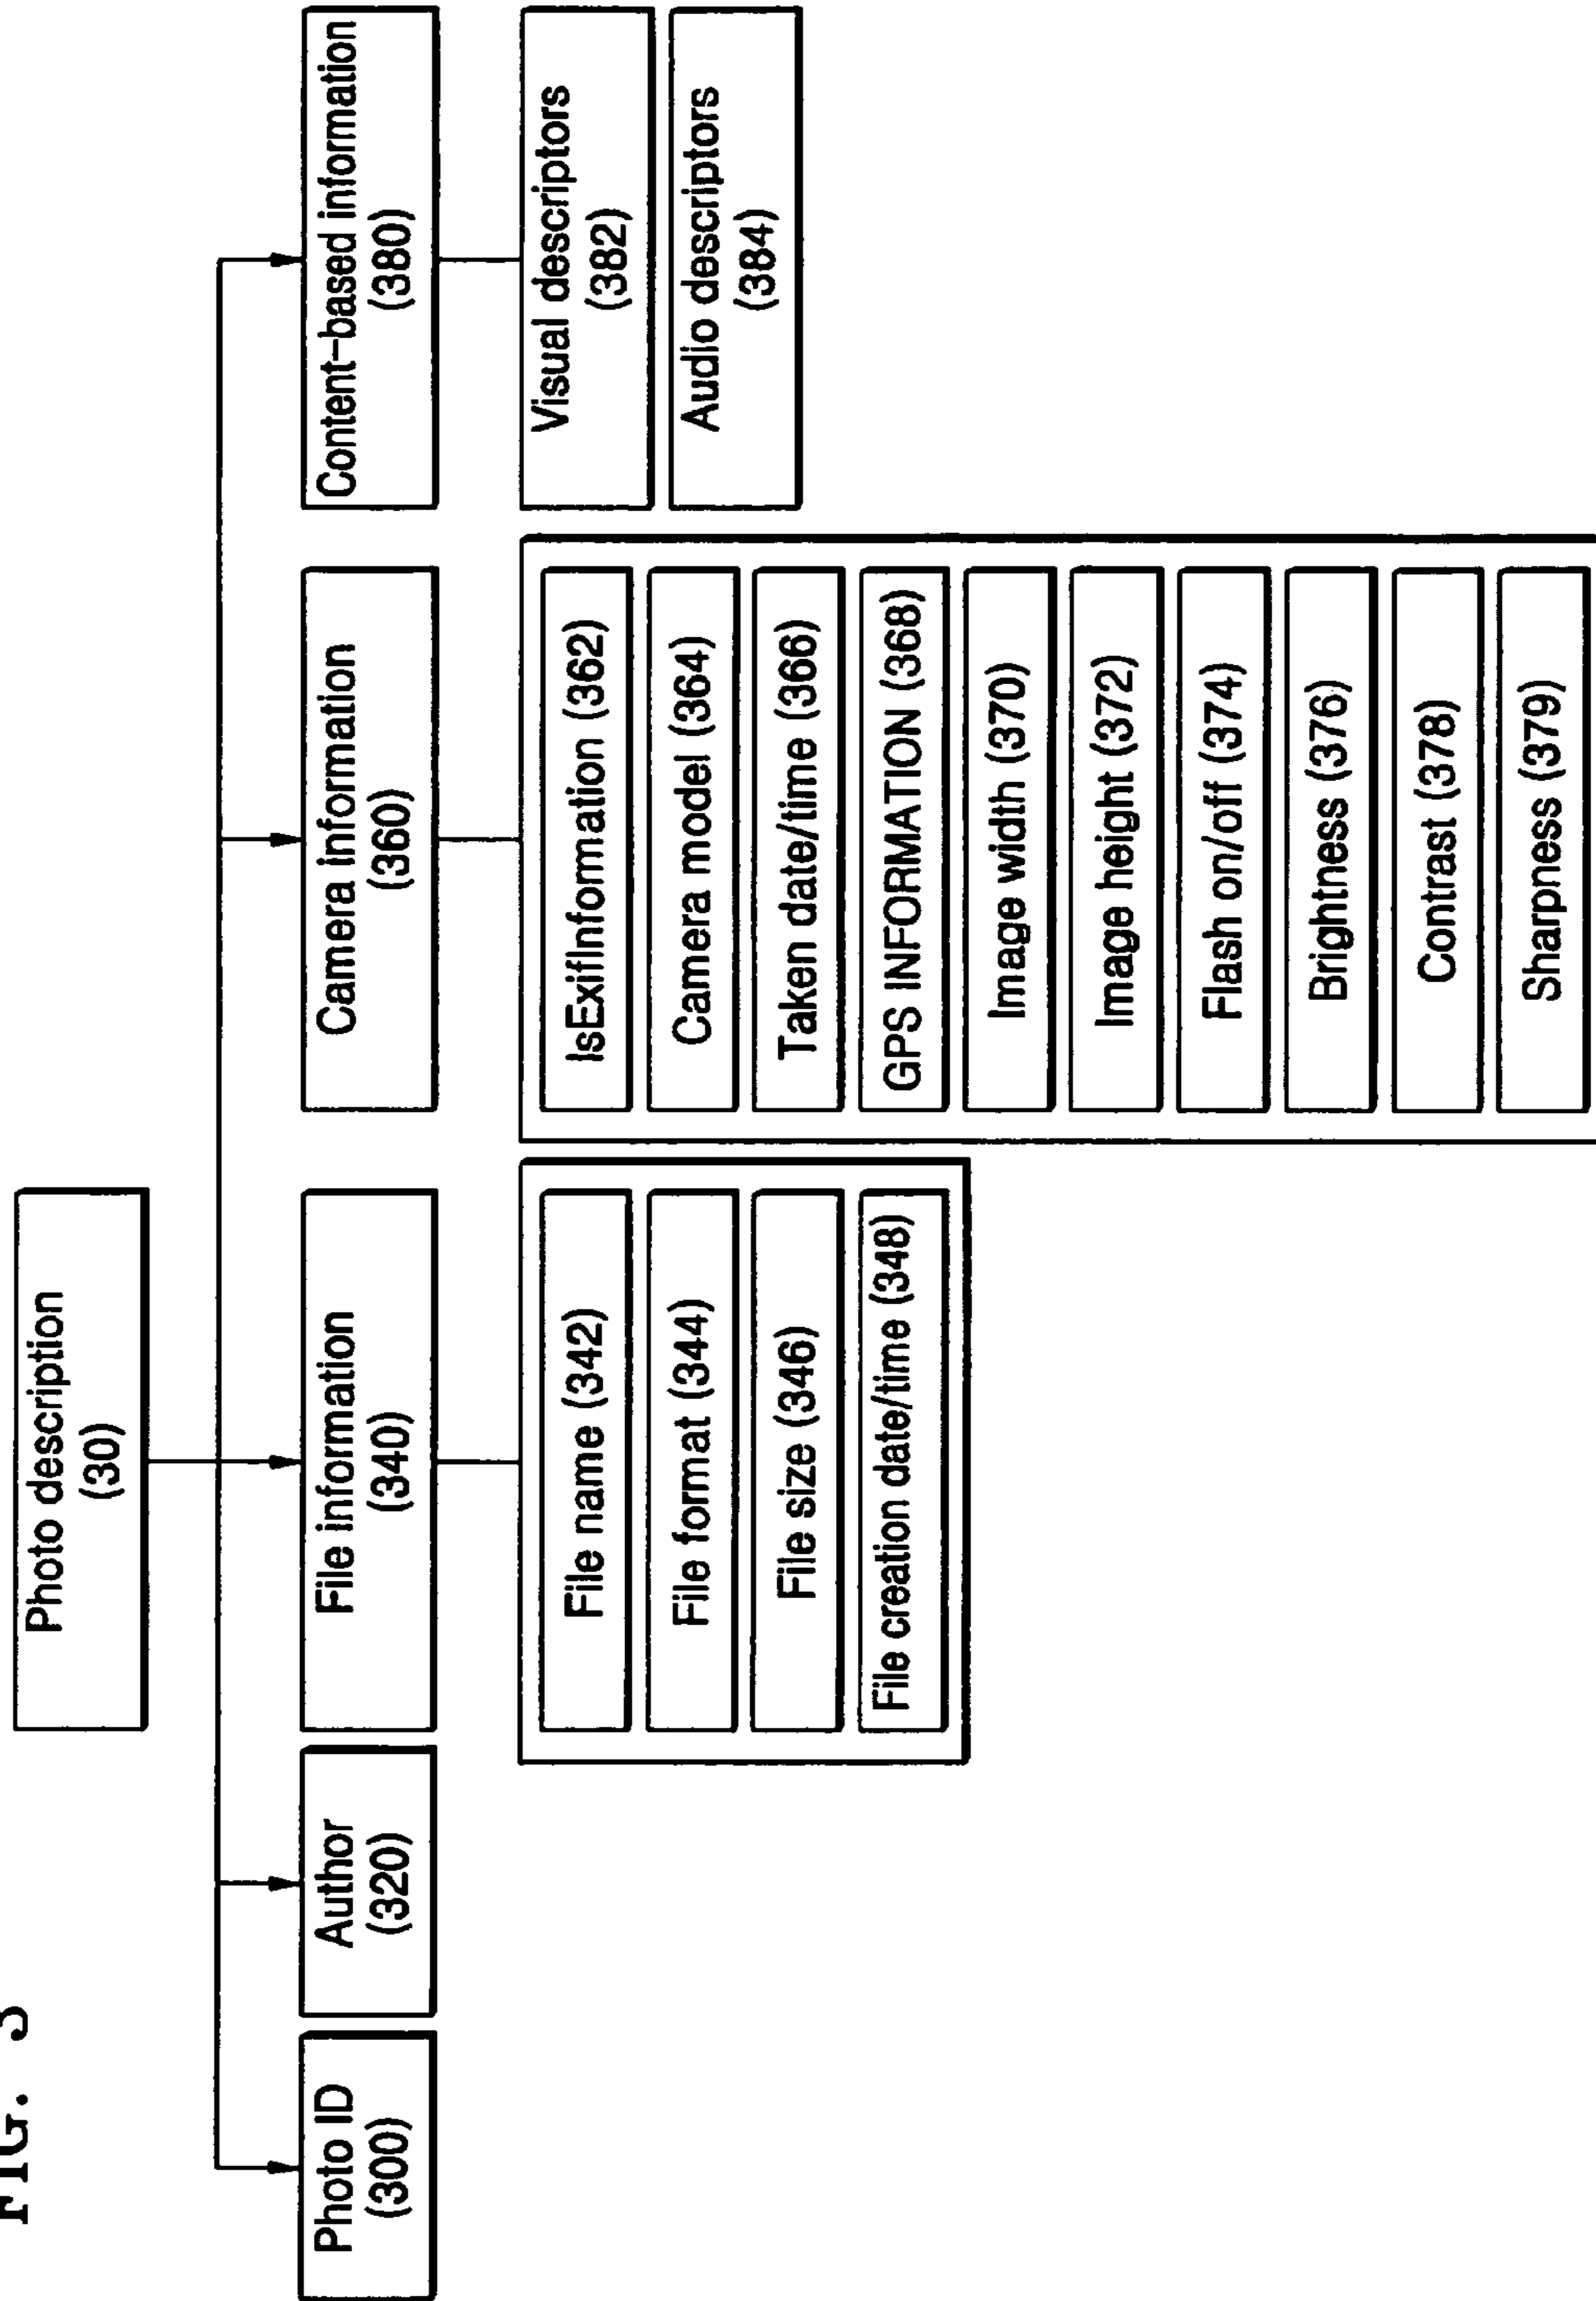 FIG. 3
Photo description
(30)
Photo ID
(300)
Author
(320)
File information
(340)
Camera information
(360)
Content-based information
(380)
File name (342)
File format (344)
File size (346)
File creation date/time (348)
IsExifInformation (362)
Camera model (364)
Taken date/time (366)
GPS INFORMATION (368)
Image width (370)
Image height (372)
Flash on/off (374)
Brightness (376)
Contrast (378)
Sharpness (379)
Visual descriptors
(382)
Audio descriptors
(384)